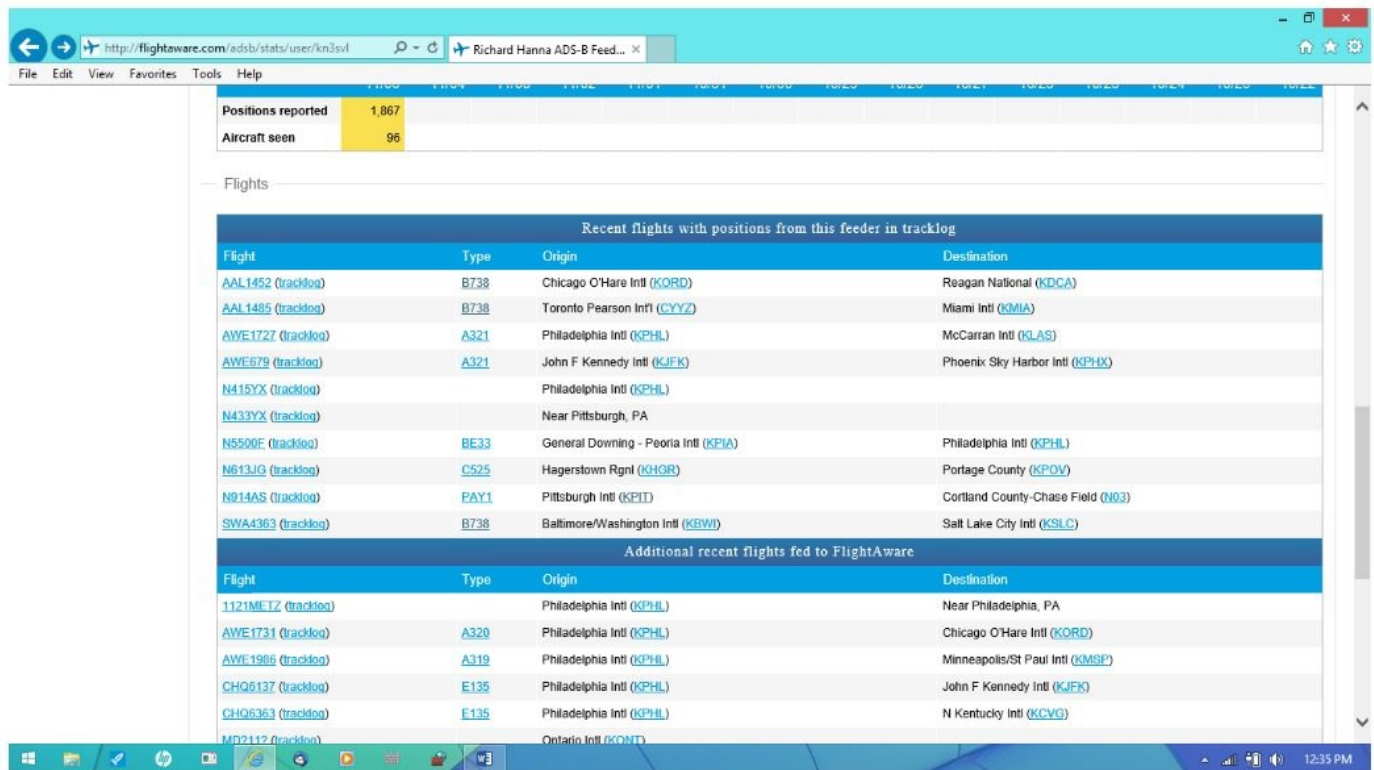 http://flightaware.com/adsb/stats/user/kn3svl Richard Hanna ADS-B Feed...
File Edit View Favorites Tools Help
Positions reported 1,867
Aircraft seen 96
Flights
Recent flights with positions from this feeder in tracklog
Flight Type Origin Destination
AAL1452 (tracklog) B738 Chicago O'Hare Intl (KORD) Reagan National (KDCA)
AAL1485 (tracklog) B738 Toronto Pearson Int'l (CYYZ) Miami Intl (KMIA)
AWE1727 (tracklog) A321 Philadelphia Intl (KPHL) McCarran Intl (KLAS)
AWE679 (tracklog) A321 John F Kennedy Intl (KJFK) Phoenix Sky Harbor Intl (KPHX)
N415YX (tracklog) Philadelphia Intl (KPHL)
N433YX (tracklog) Near Pittsburgh, PA
N5500F (tracklog) BE33 General Downing - Peoria Intl (KPIA) Philadelphia Intl (KPHL)
N613JG (tracklog) C525 Hagerstown Rgnl (KHGR) Portage County (KPOV)
N914AS (tracklog) PAY1 Pittsburgh Intl (KPIT) Cortland County-Chase Field (N03)
SWA4363 (tracklog) B738 Baltimore/Washington Intl (KBWI) Salt Lake City Intl (KSLC)
Additional recent flights fed to FlightAware
Flight Type Origin Destination
1121METZ (tracklog) Philadelphia Intl (KPHL) Near Philadelphia, PA
AWE1731 (tracklog) A320 Philadelphia Intl (KPHL) Chicago O'Hare Intl (KORD)
AWE1986 (tracklog) A319 Philadelphia Intl (KPHL) Minneapolis/St Paul Intl (KMSP)
CHQ6137 (tracklog) E135 Philadelphia Intl (KPHL) John F Kennedy Intl (KJFK)
CHQ6363 (tracklog) E135 Philadelphia Intl (KPHL) N Kentucky Intl (KCVG)
MD2112 (tracklog) Ontario Intl (KONT)
12:35 PM